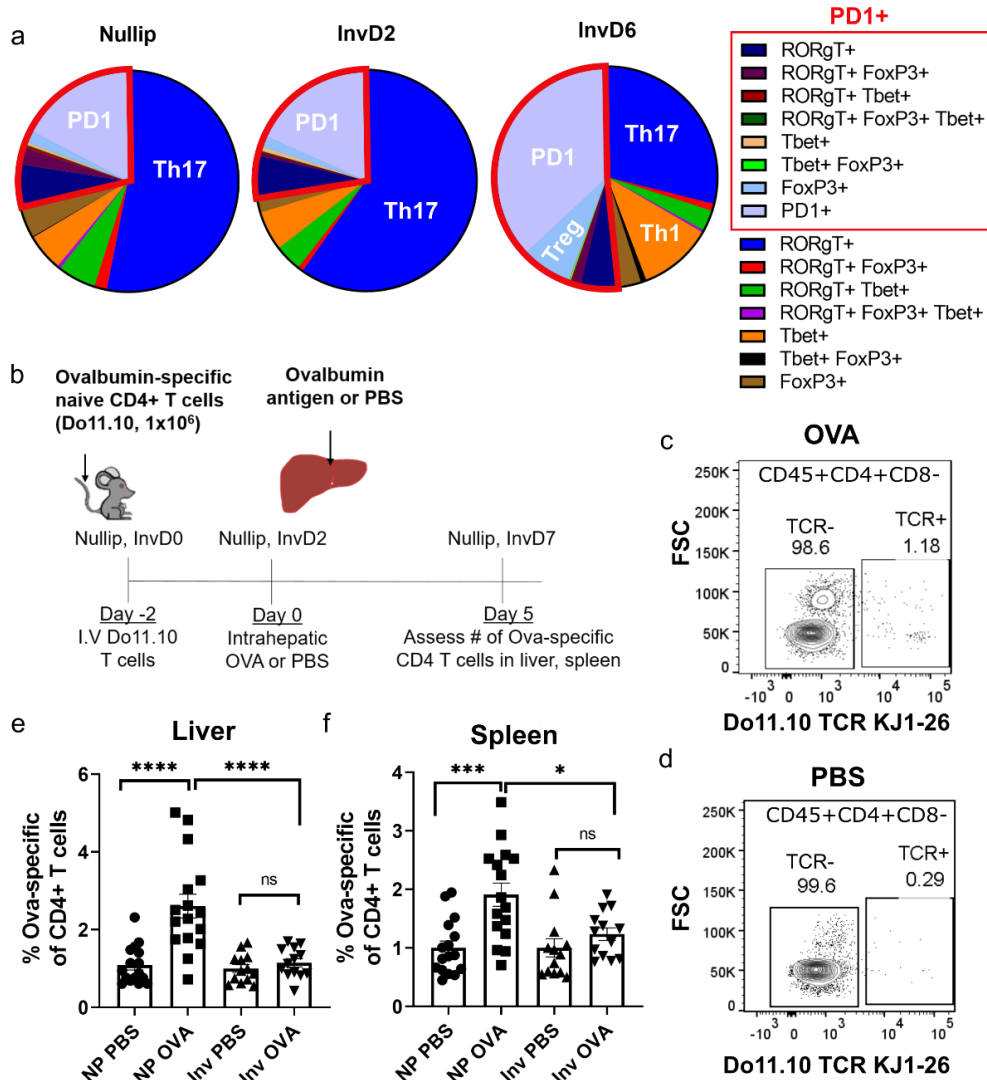 a
Nullip
InvD2
InvD6
PD1
Th17
PD1
Th17
PD1
Th17
Treg
Th1
PD1+
RORgT+
RORgT+ FoxP3+
RORgT+ Tbet+
RORgT+ FoxP3+ Tbet+
Tbet+
Tbet+ FoxP3+
FoxP3+
PD1+
RORgT+
RORgT+ FoxP3+
RORgT+ Tbet+
RORgT+ FoxP3+ Tbet+
Tbet+
Tbet+ FoxP3+
FoxP3+
b
Ovalbumin-specific
naive CD4+ T cells
(Do11.10, 1x10⁶)
Ovalbumin
antigen or PBS
Nullip, InvD0
Nullip, InvD2
Nullip, InvD7
Day -2
I.V Do11.10
T cells
Day 0
Intrahepatic
OVA or PBS
Day 5
Assess # of Ova-specific
CD4 T cells in liver, spleen
c
OVA
CD45+CD4+CD8-
TCR-
98.6
TCR+
1.18
FSC
250K
200K
150K
100K
50K
0
-10³
0
10³
10⁴
10⁵
Do11.10 TCR KJ1-26
d
PBS
CD45+CD4+CD8-
TCR-
99.6
TCR+
0.29
FSC
250K
200K
150K
100K
50K
0
-10³
0
10³
10⁴
10⁵
Do11.10 TCR KJ1-26
e
Liver
% Ova-specific
of CD4+ T cells
6
4
2
0
****
****
ns
NP PBS
NP OVA
Inv PBS
Inv OVA
f
Spleen
% Ova-specific
of CD4+ T cells
4
3
2
1
0
***
*
ns
NP PBS
NP OVA
Inv PBS
Inv OVA